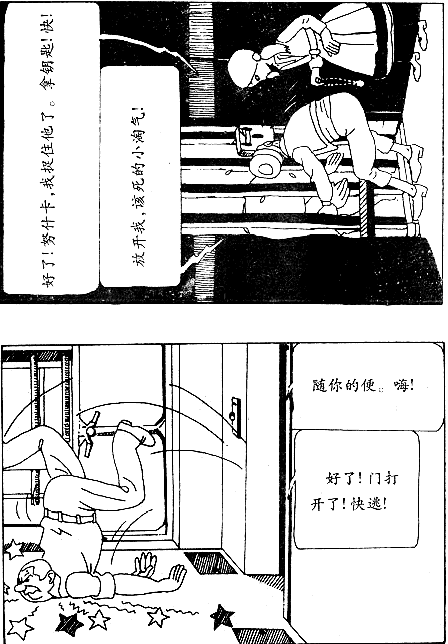 好了！努什卡，我捉住他了。拿钥匙！快！
放开我，该死的小淘气！
随你的便。嗨！
好了！门打
开了！快逃！